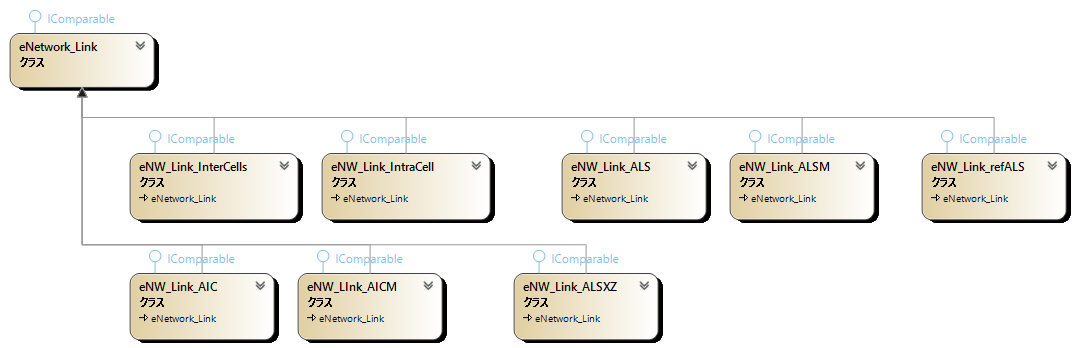 IComparable
eNetwork_Link
クラス
IComparable
eNW_Link_InterCells
クラス
eNetwork_Link
IComparable
eNW_Link_IntraCell
クラス
eNetwork_Link
IComparable
eNW_Link_ALS
クラス
eNetwork_Link
IComparable
eNW_Link_ALSM
クラス
eNetwork_Link
IComparable
eNW_Link_refALS
クラス
eNetwork_Link
IComparable
eNW_Link_AIC
クラス
eNetwork_Link
IComparable
eNW_LInk_AICM
クラス
eNetwork_Link
IComparable
eNW_Link_ALSXZ
クラス
eNetwork_Link